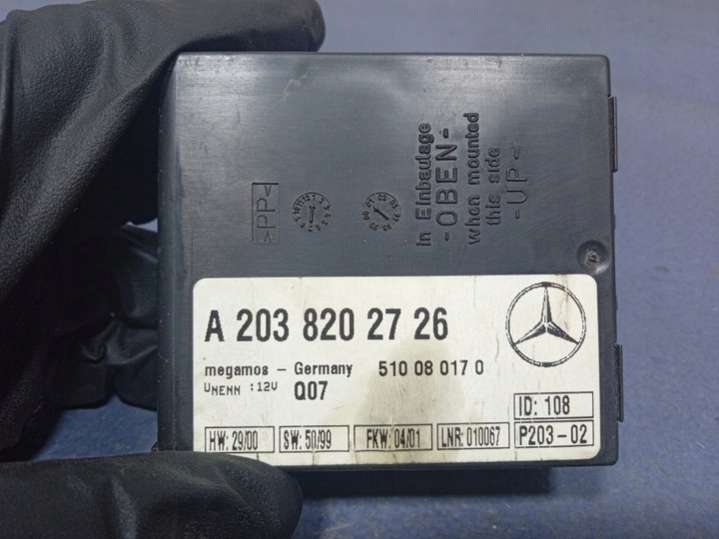 >PP<
in Einbaulage
-OBEN-
when mounted
this side
-UP-
A 203 820 27 26
megamos - Germany 510 08 017 0
UNENN :12V Q07
ID: 108
HW: 29/00 SW: 50/99 FKW: 04/01 LNR: 010067 P203-02